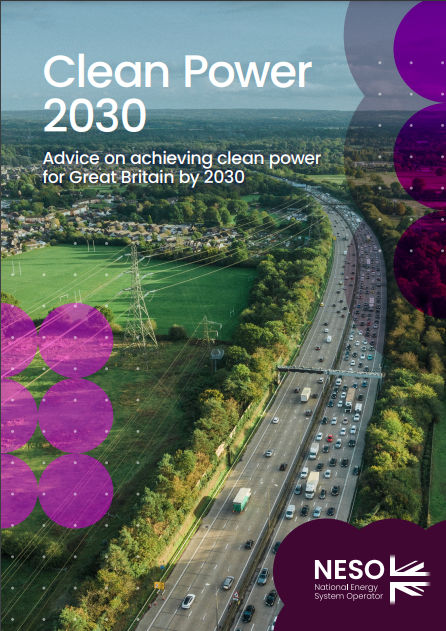 Clean Power
2030
Advice on achieving clean power
for Great Britain by 2030
NESO
National Energy
System Operator